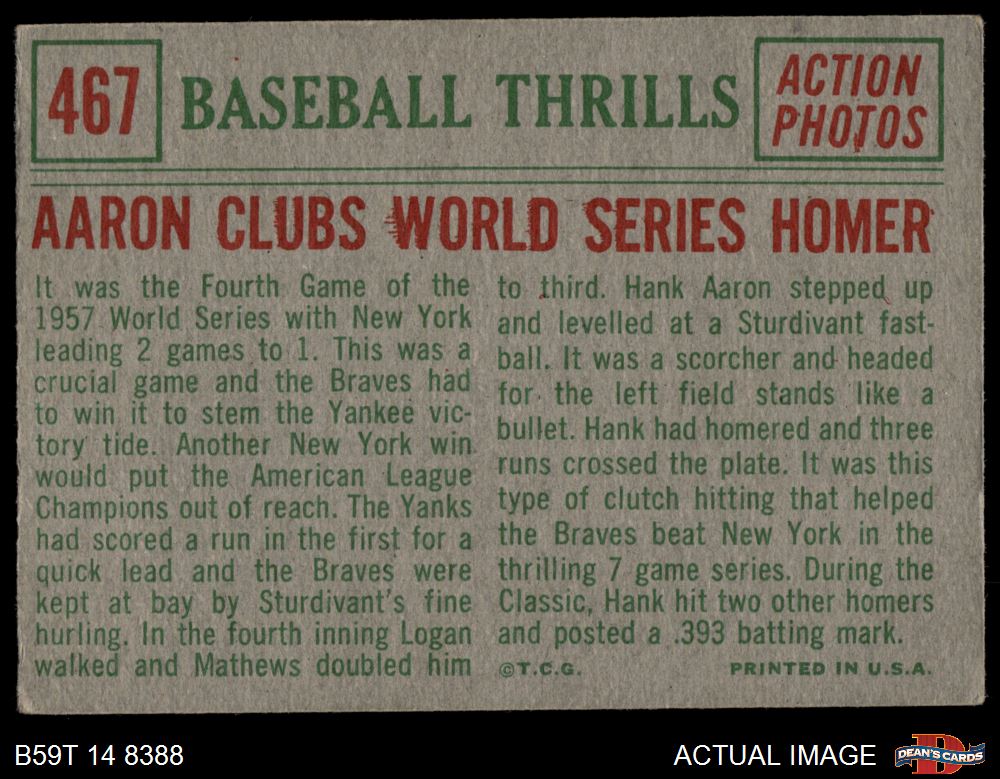 467
BASEBALL THRILLS
ACTION
PHOTOS
AARON CLUBS WORLD SERIES HOMER
It was the Fourth Game of the
1957 World Series with New York
leading 2 games to 1. This was a
crucial game and the Braves had
to win it to stem the Yankee vic-
tory tide. Another New York win
would put the American League
Champions out of reach. The Yanks
had scored a run in the first for a
quick lead and the Braves were
kept at bay by Sturdivant's fine
hurling. In the fourth inning Logan
walked and Mathews doubled him
to third. Hank Aaron stepped up
and levelled at a Sturdivant fast-
ball. It was a scorcher and headed
for the left field stands like a
bullet. Hank had homered and three
runs crossed the plate. It was this
type of clutch hitting that helped
the Braves beat New York in the
thrilling 7 game series. During the
Classic, Hank hit two other homers
and posted a .393 batting mark.
©T.C.G. PRINTED IN U.S.A.
B59T 14 8388
ACTUAL IMAGE
DEAN'S CARDS